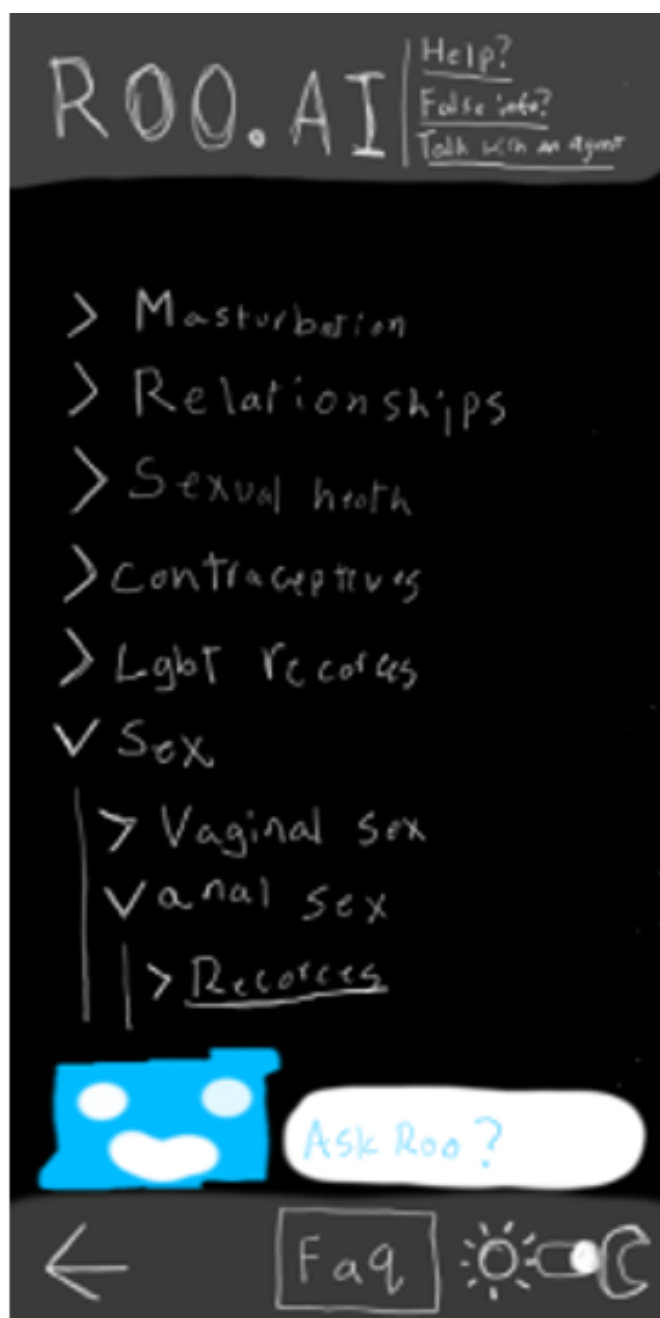 ROO.AI
Help?
False info?
Talk with an agent
> Masturbation
> Relationships
> Sexual heath
> Contraceptives
> Lgbt recorces
v Sex
> Vaginal sex
v anal sex
> Recorces
Ask Roo?
Faq